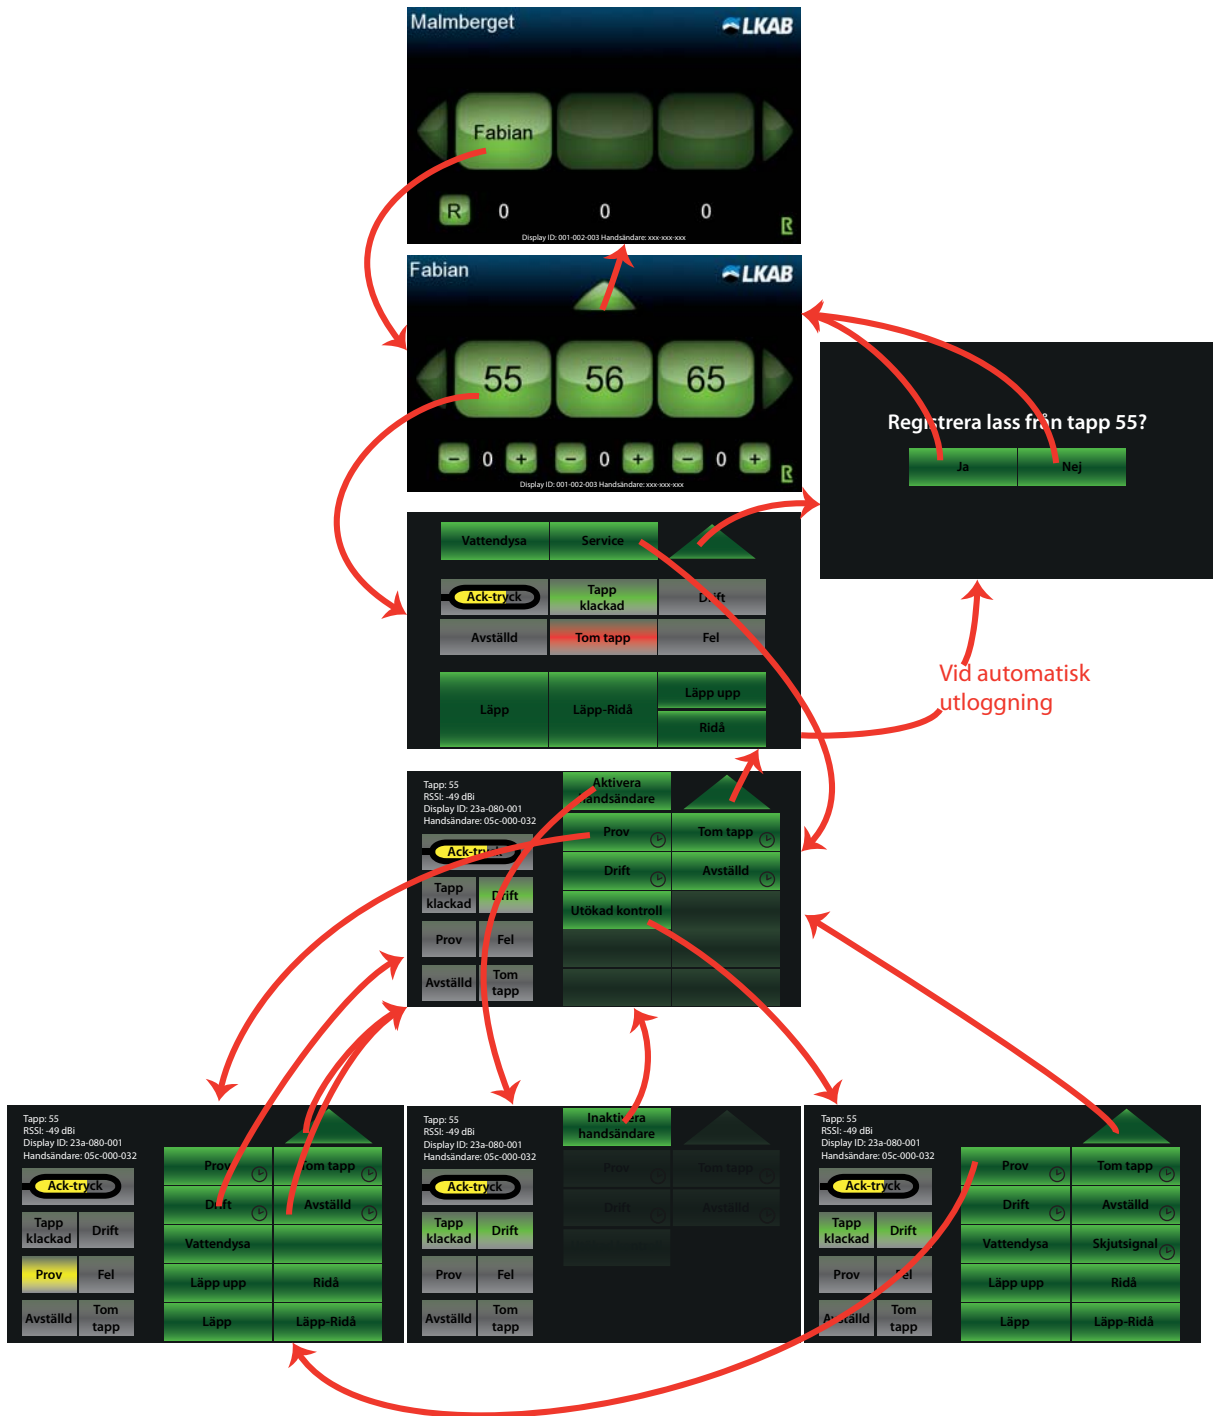 Malmberget
LKAB
Fabian
R
0
0
0
R
Display ID: 001-002-003 Handsändare: xxx-xxx-xxx
Fabian
LKAB
55
56
65
−
0
+
−
0
+
−
0
+
R
Display ID: 001-002-003 Handsändare: xxx-xxx-xxx
Registrera lass från tapp 55?
Ja
Nej
Vattendysa
Service
Ack-tryck
Tapp
klackad
Drift
Avställd
Tom tapp
Fel
Läpp
Läpp-Ridå
Läpp upp
Ridå
Vid automatisk
utloggning
Tapp: 55
RSSI: -49 dBi
Display ID: 23a-080-001
Handsändare: 05c-000-032
Aktivera
handsändare
Ack-tryck
Prov
Tom tapp
Drift
Avställd
Utökad kontroll
Tapp
klackad
Drift
Prov
Fel
Avställd
Tom
tapp
Tapp: 55
RSSI: -49 dBi
Display ID: 23a-080-001
Handsändare: 05c-000-032
Ack-tryck
Tapp
klackad
Drift
Prov
Fel
Avställd
Tom
tapp
Prov
Tom tapp
Drift
Avställd
Vattendysa
Läpp upp
Ridå
Läpp
Läpp-Ridå
Tapp: 55
RSSI: -49 dBi
Display ID: 23a-080-001
Handsändare: 05c-000-032
Inaktivera
handsändare
Ack-tryck
Tapp
klackad
Drift
Prov
Fel
Avställd
Tom
tapp
Prov
Tom tapp
Drift
Avställd
Tapp: 55
RSSI: -49 dBi
Display ID: 23a-080-001
Handsändare: 05c-000-032
Ack-tryck
Tapp
klackad
Drift
Prov
Fel
Avställd
Tom
tapp
Prov
Tom tapp
Drift
Avställd
Vattendysa
Skjutsignal
Läpp upp
Ridå
Läpp
Läpp-Ridå